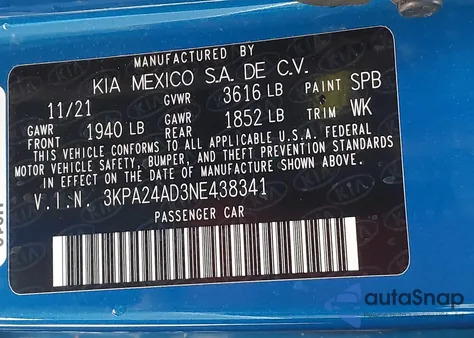 MANUFACTURED BY
KIA MEXICO S.A. DE C.V.
11/21 GVWR 3616 LB PAINT SPB
GAWR FRONT 1940 LB GAWR REAR 1852 LB TRIM WK
THIS VEHICLE CONFORMS TO ALL APPLICABLE U.S.A. FEDERAL
MOTOR VEHICLE SAFETY, BUMPER, AND THEFT PREVENTION STANDARDS
IN EFFECT ON THE DATE OF MANUFACTURE SHOWN ABOVE.
V.I.N. 3KPA24AD3NE438341
PASSENGER CAR
autoSnap